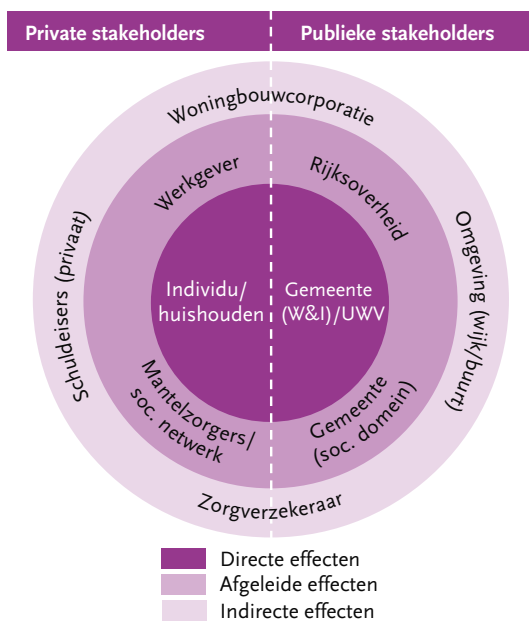 Private stakeholders
Publieke stakeholders
Woningbouwcorporatie
Werkgever
Rijksoverheid
Schuldeisers (privaat)
Omgeving (wijk/buurt)
Individu/
huishouden
Gemeente
(W&I)/UWV
Mantelzorgers/
soc. netwerk
Gemeente
(soc. domein)
Zorgverzekeraar
Directe effecten
Afgeleide effecten
Indirecte effecten